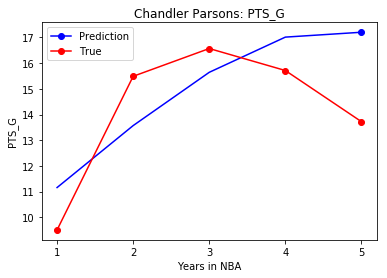 Chandler Parsons: PTS_G
Prediction
True
17
16
15
14
13
12
11
10
PTS_G
1 2 3 4 5
Years in NBA